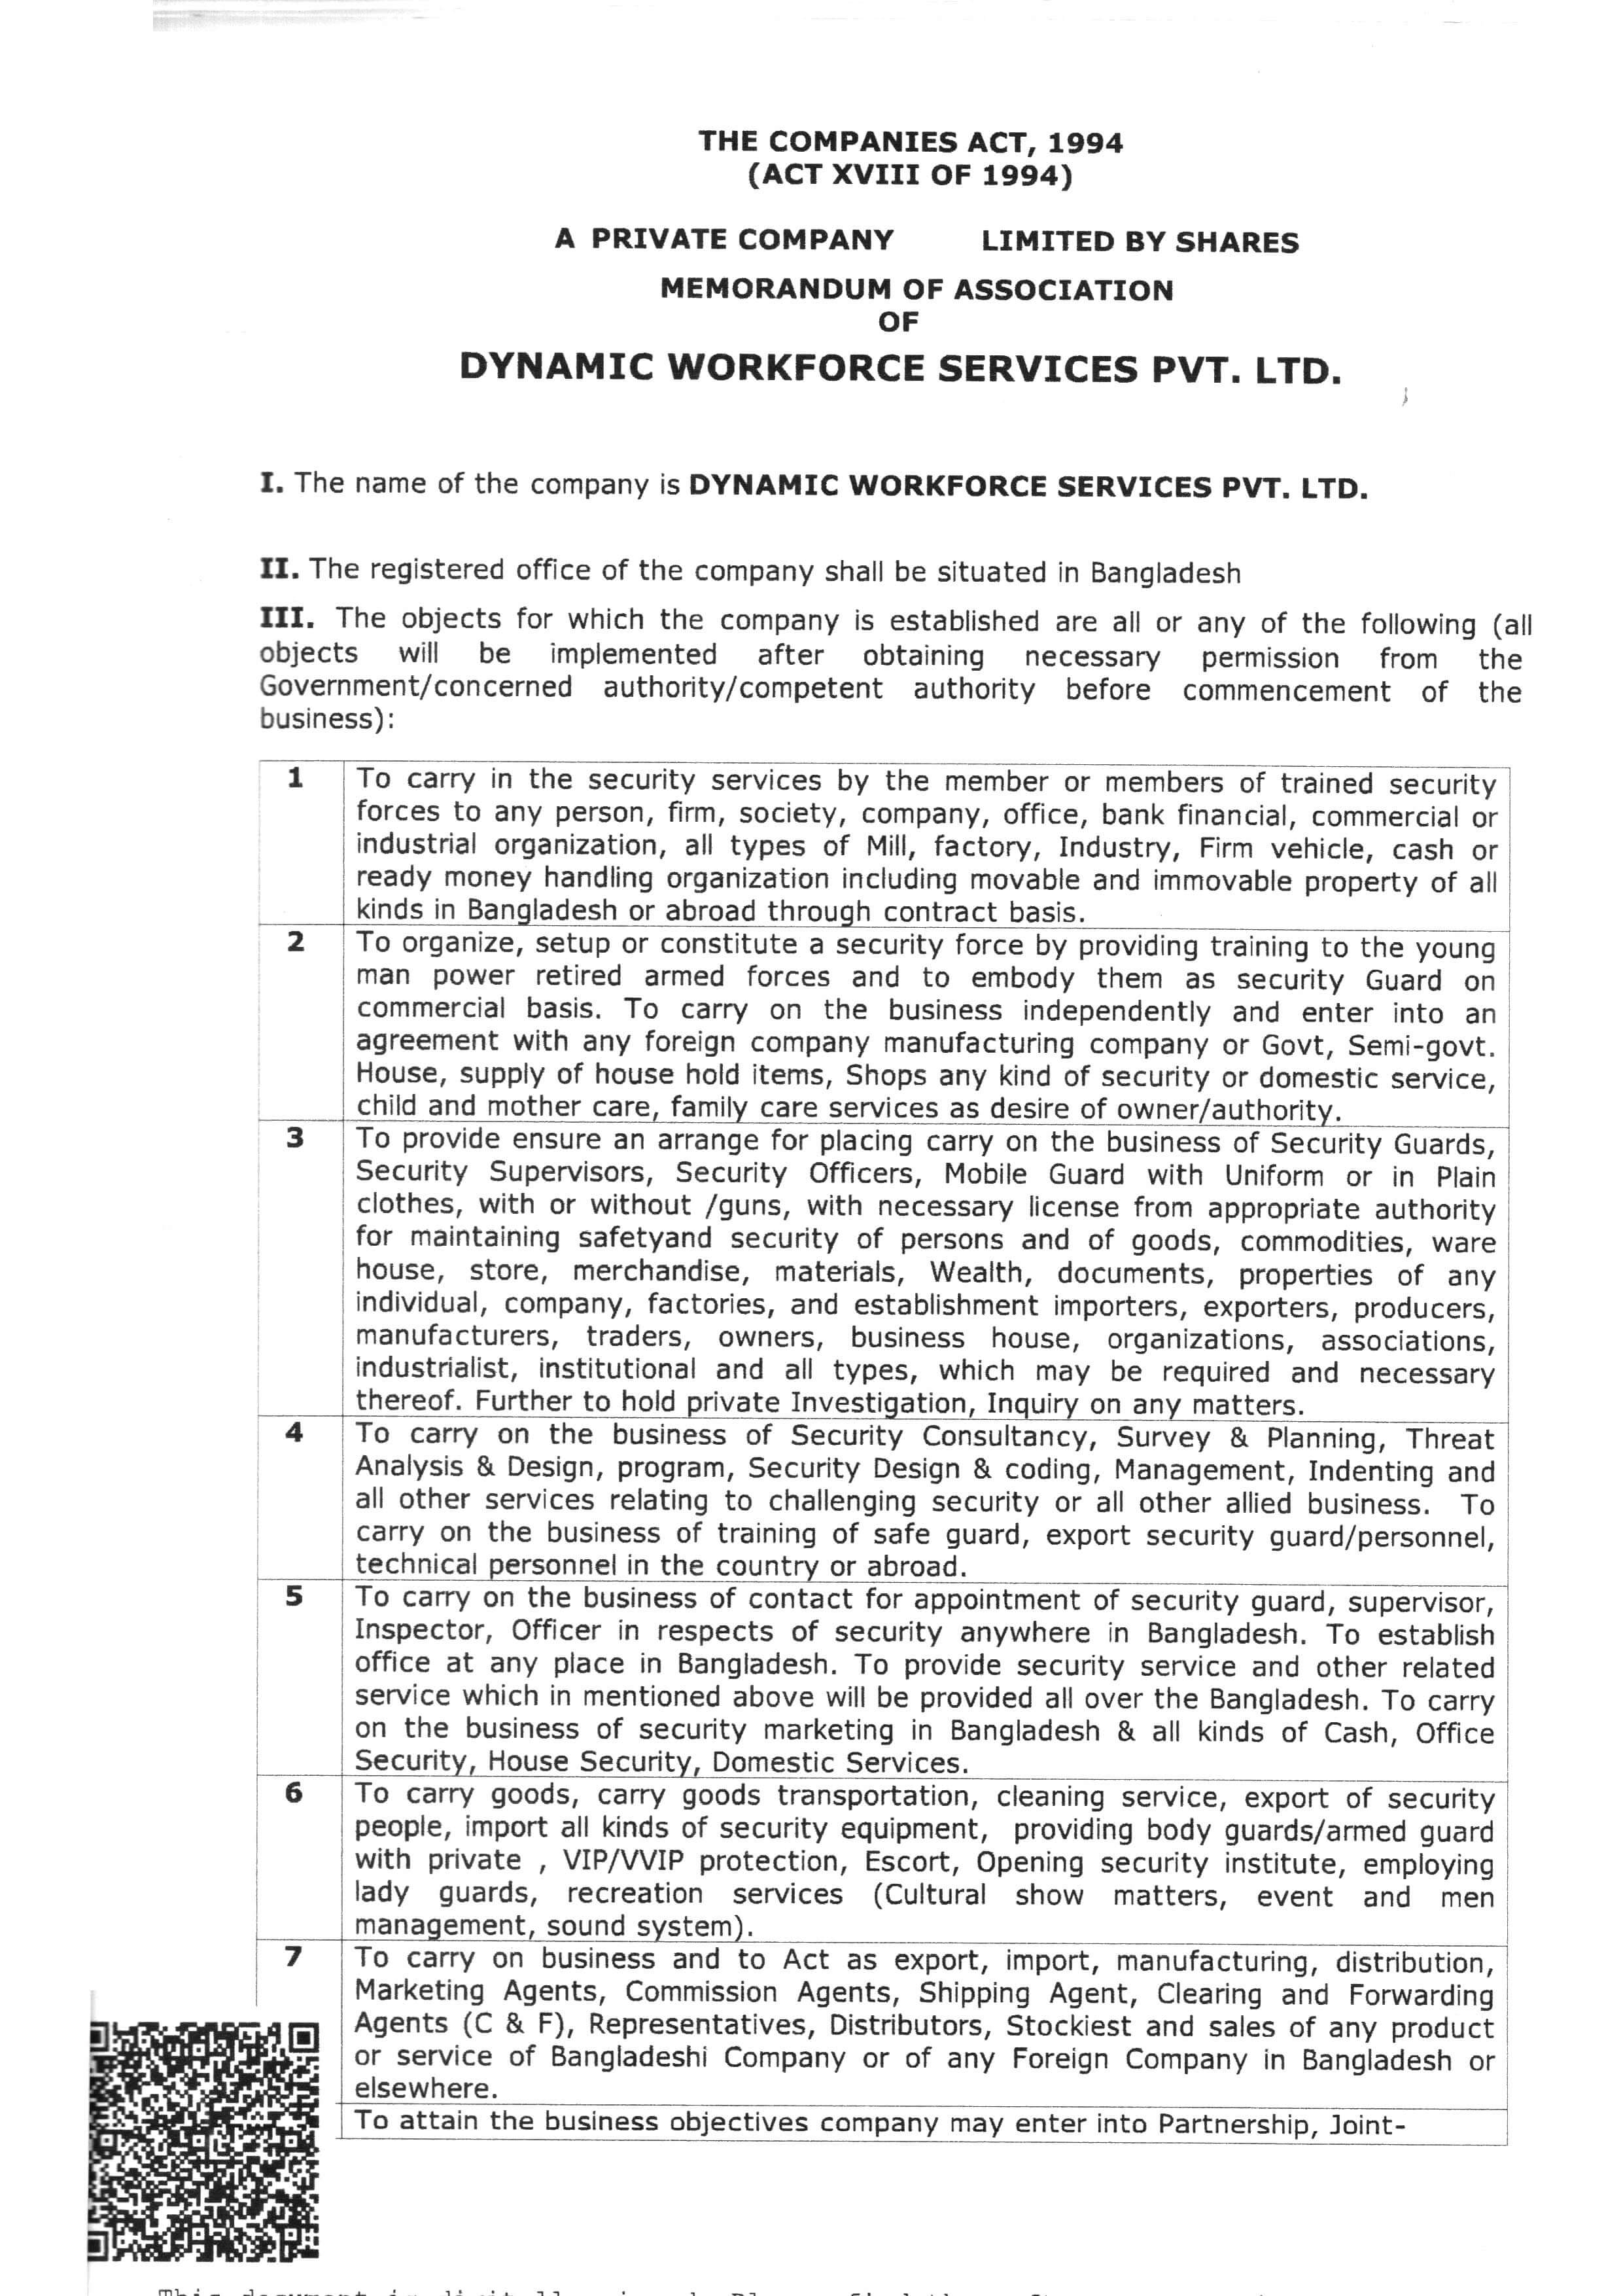 THE COMPANIES ACT, 1994
(ACT XVIII OF 1994)
A PRIVATE COMPANY LIMITED BY SHARES
MEMORANDUM OF ASSOCIATION
OF
DYNAMIC WORKFORCE SERVICES PVT. LTD.
I. The name of the company is DYNAMIC WORKFORCE SERVICES PVT. LTD.
II. The registered office of the company shall be situated in Bangladesh
III. The objects for which the company is established are all or any of the following (all
objects will be implemented after obtaining necessary permission from the
Government/concerned authority/competent authority before commencement of the
business):
1 To carry in the security services by the member or members of trained security
forces to any person, firm, society, company, office, bank financial, commercial or
industrial organization, all types of Mill, factory, Industry, Firm vehicle, cash or
ready money handling organization including movable and immovable property of all
kinds in Bangladesh or abroad through contract basis.
2 To organize, setup or constitute a security force by providing training to the young
man power retired armed forces and to embody them as security Guard on
commercial basis. To carry on the business independently and enter into an
agreement with any foreign company manufacturing company or Govt, Semi-govt.
House, supply of house hold items, Shops any kind of security or domestic service,
child and mother care, family care services as desire of owner/authority.
3 To provide ensure an arrange for placing carry on the business of Security Guards,
Security Supervisors, Security Officers, Mobile Guard with Uniform or in Plain
clothes, with or without /guns, with necessary license from appropriate authority
for maintaining safetyand security of persons and of goods, commodities, ware
house, store, merchandise, materials, Wealth, documents, properties of any
individual, company, factories, and establishment importers, exporters, producers,
manufacturers, traders, owners, business house, organizations, associations,
industrialist, institutional and all types, which may be required and necessary
thereof. Further to hold private Investigation, Inquiry on any matters.
4 To carry on the business of Security Consultancy, Survey & Planning, Threat
Analysis & Design, program, Security Design & coding, Management, Indenting and
all other services relating to challenging security or all other allied business. To
carry on the business of training of safe guard, export security guard/personnel,
technical personnel in the country or abroad.
5 To carry on the business of contact for appointment of security guard, supervisor,
Inspector, Officer in respects of security anywhere in Bangladesh. To establish
office at any place in Bangladesh. To provide security service and other related
service which in mentioned above will be provided all over the Bangladesh. To carry
on the business of security marketing in Bangladesh & all kinds of Cash, Office
Security, House Security, Domestic Services.
6 To carry goods, carry goods transportation, cleaning service, export of security
people, import all kinds of security equipment, providing body guards/armed guard
with private , VIP/VVIP protection, Escort, Opening security institute, employing
lady guards, recreation services (Cultural show matters, event and men
management, sound system).
7 To carry on business and to Act as export, import, manufacturing, distribution,
Marketing Agents, Commission Agents, Shipping Agent, Clearing and Forwarding
Agents (C & F), Representatives, Distributors, Stockiest and sales of any product
or service of Bangladeshi Company or of any Foreign Company in Bangladesh or
elsewhere.
To attain the business objectives company may enter into Partnership, Joint-